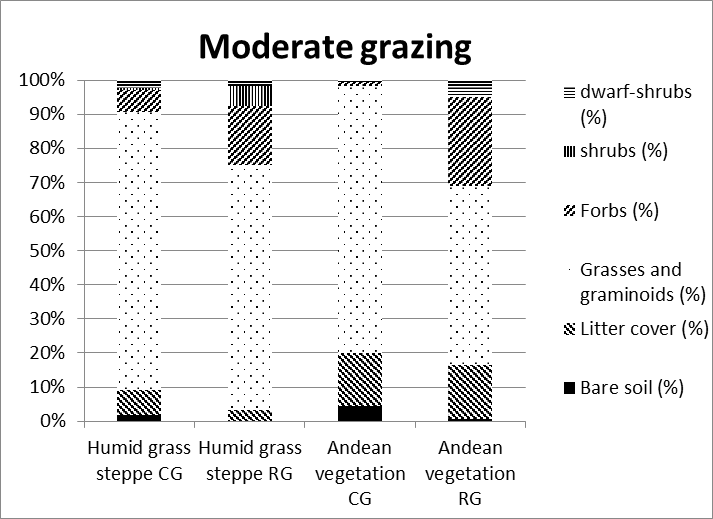 Moderate grazing
100%
90%
80%
70%
60%
50%
40%
30%
20%
10%
0%
Humid grass
steppe CG
Humid grass
steppe RG
Andean
vegetation
CG
Andean
vegetation
RG
dwarf-shrubs
(%)
shrubs (%)
Forbs (%)
Grasses and
graminoids (%)
Litter cover (%)
Bare soil (%)